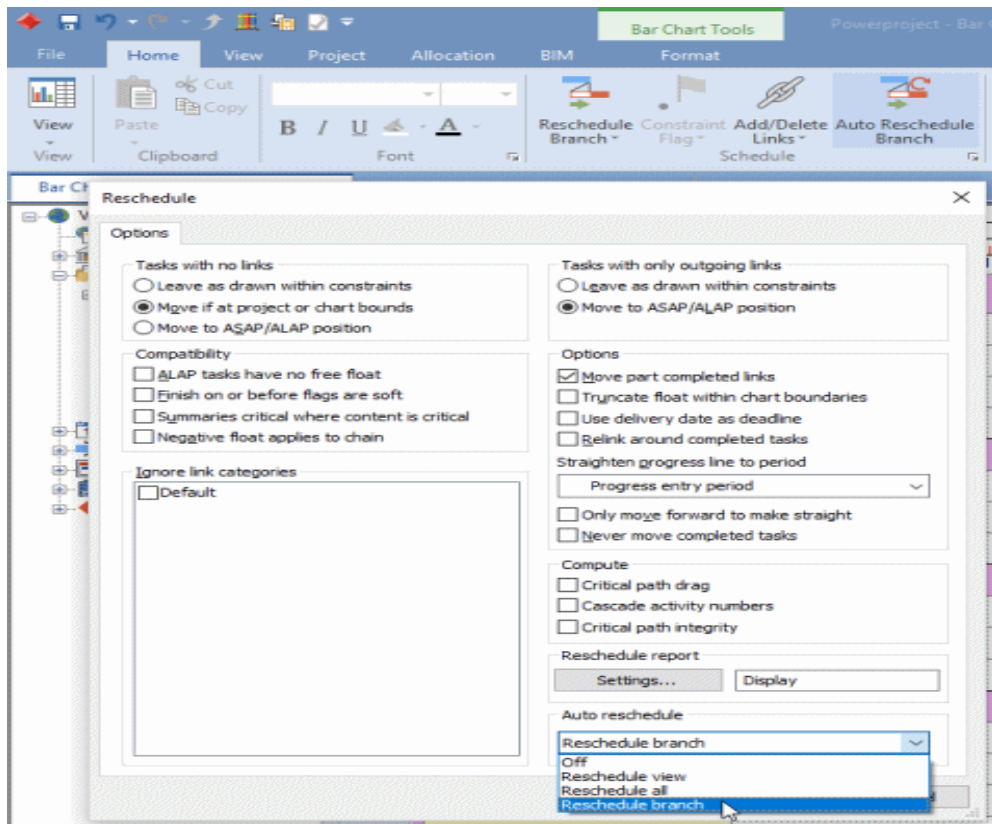 Bar Chart Tools
Powerproject - Bar
File Home View Project Allocation BIM Format
Cut
Copy
View
Paste
B I U A
Reschedule Branch
Constraint Flag
Add/Delete Links
Auto Reschedule Branch
View
Clipboard
Font
Schedule
Bar
Reschedule
Options
Tasks with no links
Leave as drawn within constraints
Move if at project or chart bounds
Move to ASAP/ALAP position
Compatibility
ALAP tasks have no free float
Finish on or before flags are soft
Summaries critical where content is critical
Negative float applies to chain
Ignore link categories
Default
Tasks with only outgoing links
Leave as drawn within constraints
Move to ASAP/ALAP position
Options
Move part completed links
Truncate float within chart boundaries
Use delivery date as deadline
Relink around completed tasks
Straighten progress line to period
Progress entry period
Only move forward to make straight
Never move completed tasks
Compute
Critical path drag
Cascade activity numbers
Critical path integrity
Reschedule report
Settings...
Display
Auto reschedule
Reschedule branch
Off
Reschedule view
Reschedule all
Reschedule branch